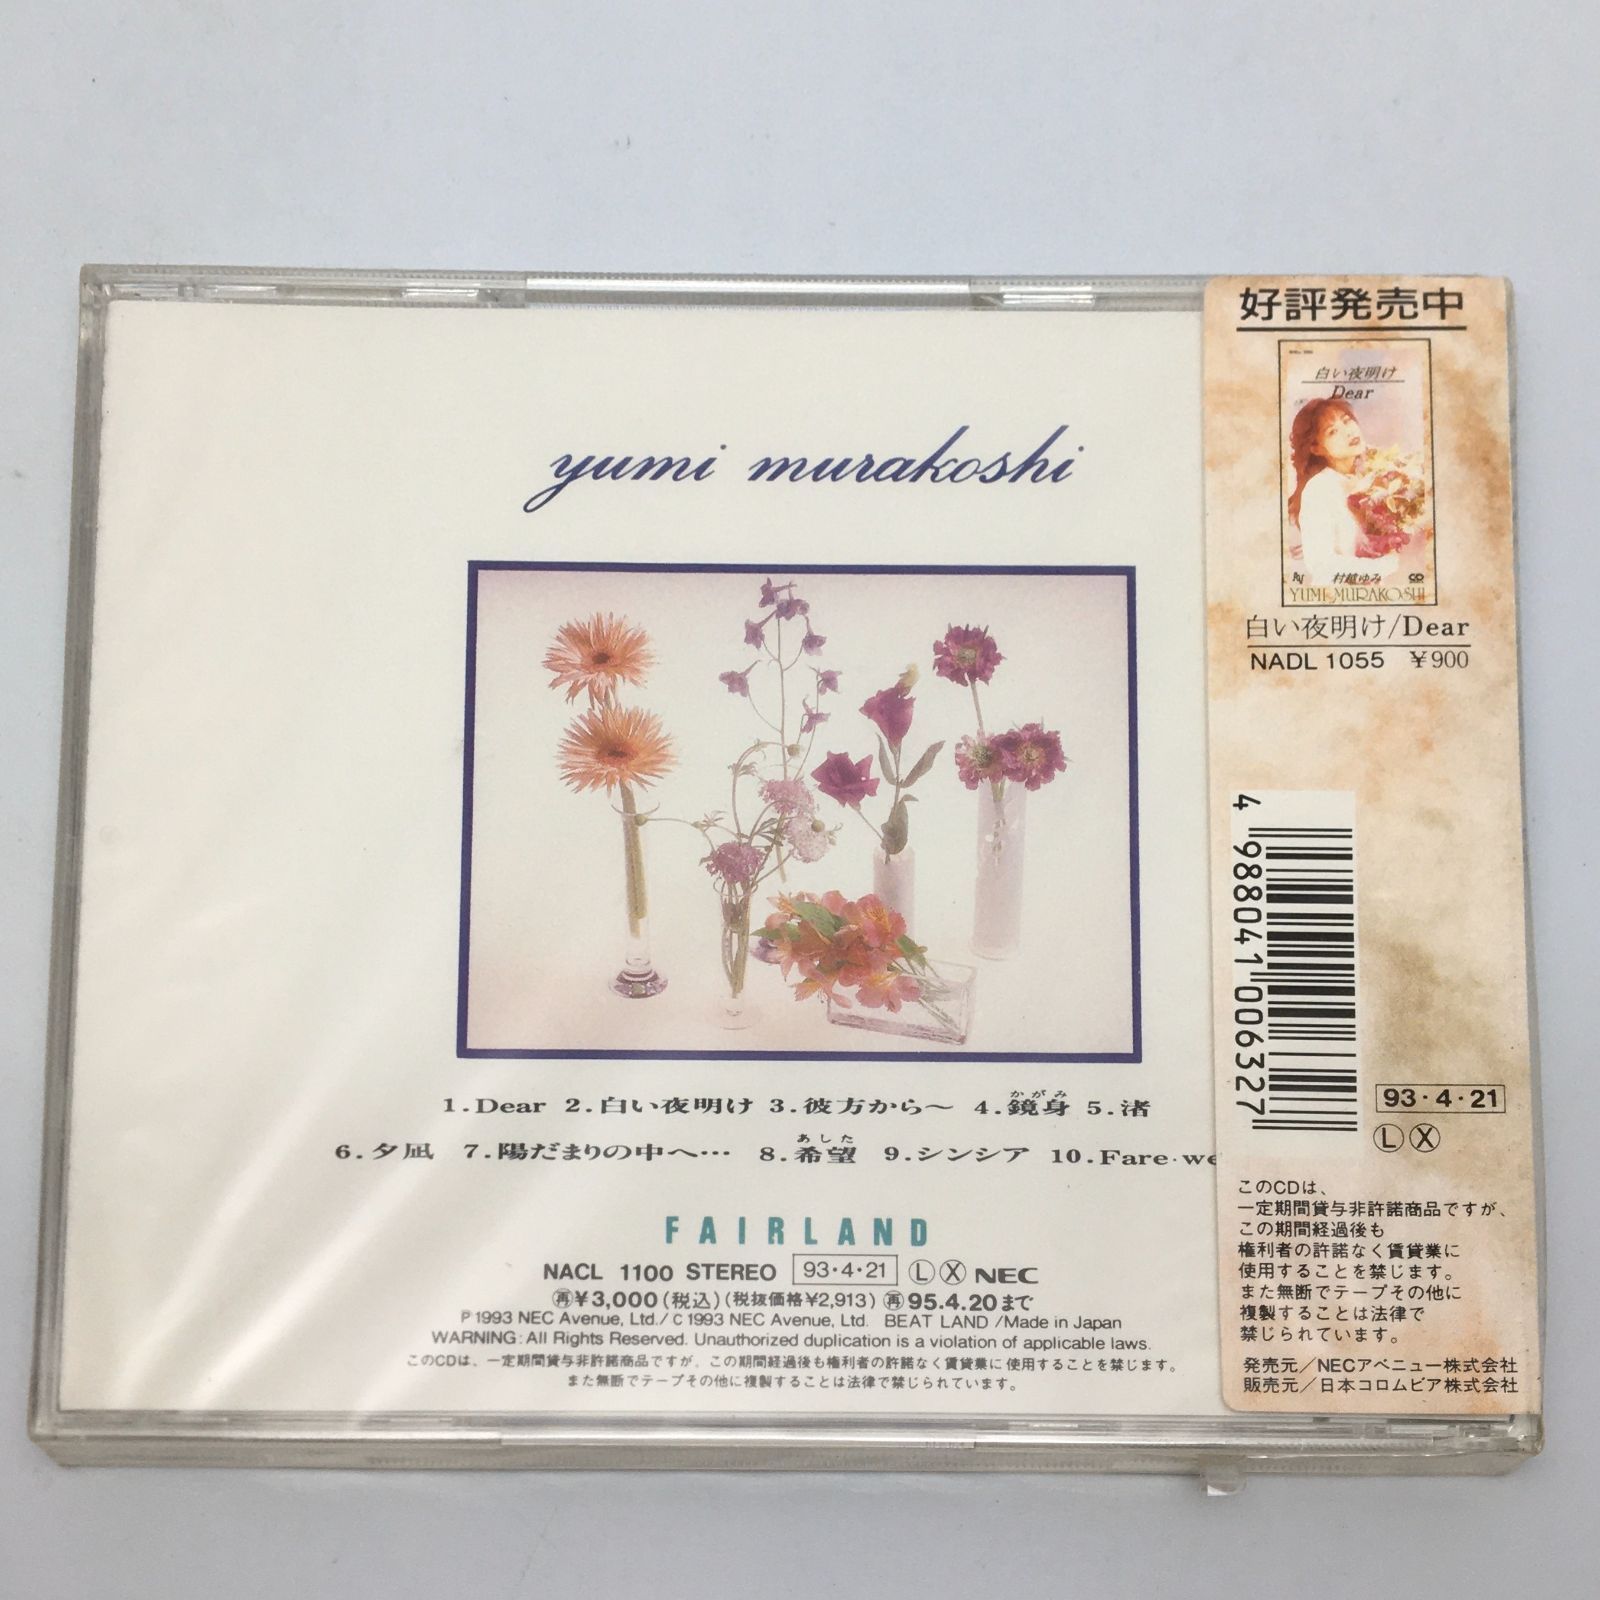 yumi murakoshi
1.Dear 2.白い夜明け 3.彼方から～ 4.鏡身 5.渚
かがみ
6.夕凪 7.陽だまりの中へ… 8.希望 9.シンシア 10.Fare·we
あした
FAIRLAND
NACL 1100 STEREO 93·4·21 Ⓛ Ⓧ NEC
㊢¥3,000(税込)(税抜価格¥2,913) ㊢95.4.20まで
P 1993 NEC Avenue, Ltd./C 1993 NEC Avenue, Ltd. BEAT LAND /Made in Japan
WARNING: All Rights Reserved. Unauthorized duplication is a violation of applicable laws.
このCDは、一定期間貸与非許諾商品ですが、この期間経過後も権利者の許諾なく賃貸業に使用することを禁じます。
また無断でテープその他に複製することは法律で禁じられています。
好評発売中
白い夜明け
Dear
村越ゆみ CD
YUMI MURAKOSHI
白い夜明け/Dear
NADL 1055 ¥900
4 988041 006327
93·4·21
Ⓛ Ⓧ
このCDは、
一定期間貸与非許諾商品ですが、
この期間経過後も
権利者の許諾なく賃貸業に
使用することを禁じます。
また無断でテープその他に
複製することは法律で
禁じられています。
発売元／NECアベニュー株式会社
販売元／日本コロムビア株式会社